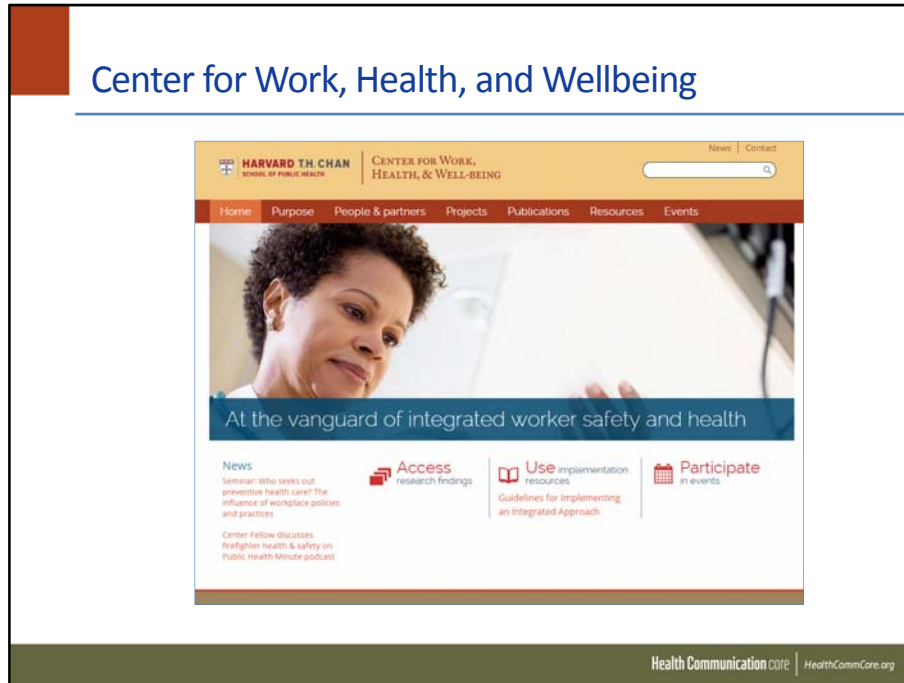 Center for Work, Health, and Wellbeing
News | Contact
HARVARD T.H. CHAN
SCHOOL OF PUBLIC HEALTH
CENTER FOR WORK,
HEALTH, & WELL-BEING
Home Purpose People & partners Projects Publications Resources Events
At the vanguard of integrated worker safety and health
News
Seminar: Who seeks out
preventive health care? The
influence of workplace policies
and practices
Center Fellow discusses
firefighter health & safety on
Public Health Minute podcast
Access
research findings
Use implementation
resources
Guidelines for Implementing
an Integrated Approach
Participate
in events
Health Communication core | HealthCommCore.org